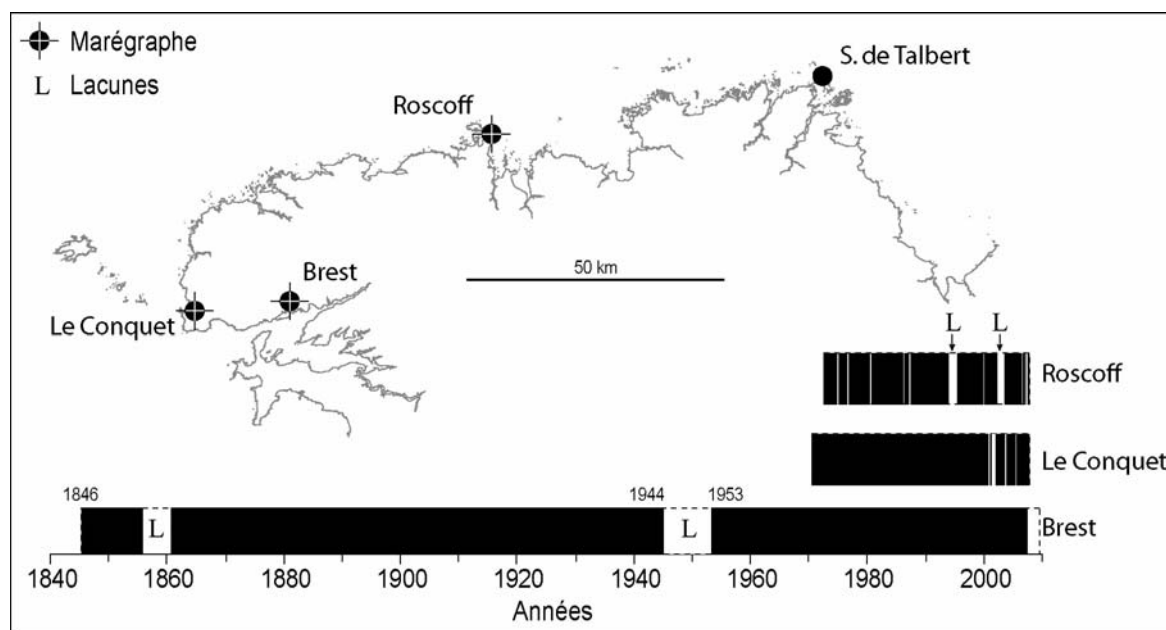 Marégraphe
L Lacunes
S. de Talbert
Roscoff
Brest
Le Conquet
50 km
L L
Roscoff
Le Conquet
1846 1944 1953
L L Brest
1840 1860 1880 1900 1920 1940 1960 1980 2000
Années